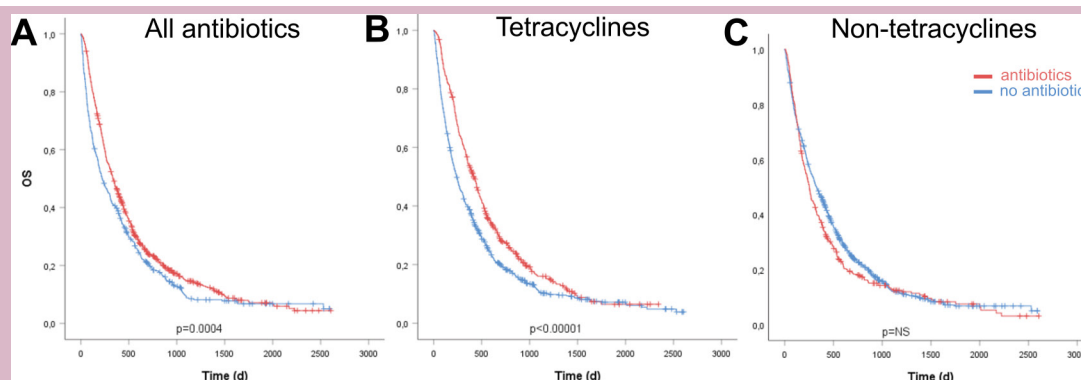 A All antibiotics
1,0
0,8
0,6
0,4
0,2
0,0
OS
0 500 1000 1500 2000 2500 3000
Time (d)
p=0.0004
B Tetracyclines
1,0
0,8
0,6
0,4
0,2
0,0
0 500 1000 1500 2000 2500 3000
Time (d)
p<0.00001
C Non-tetracyclines
antibiotics
no antibiotic
1,0
0,8
0,6
0,4
0,2
0,0
0 500 1000 1500 2000 2500 300
Time (d)
p=NS